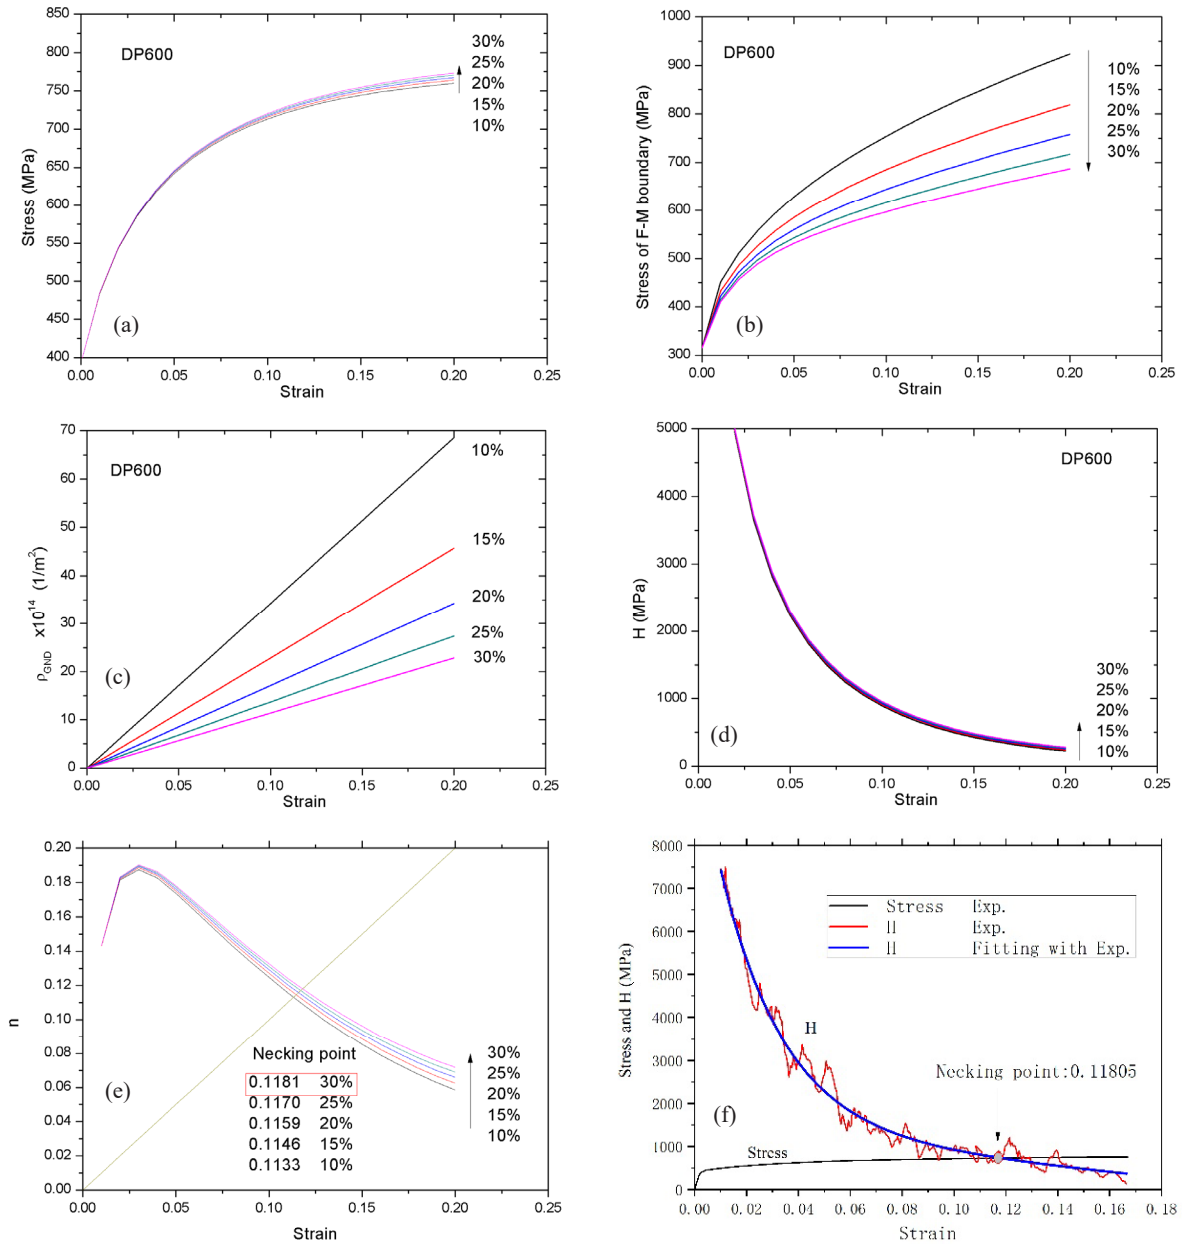 850
800
750
700
650
600
550
500
450
400
Stress (MPa)
DP600
30%
25%
20%
15%
10%
(a)
0.00 0.05 0.10 0.15 0.20 0.25
Strain
1000
900
800
700
600
500
400
300
Stress of F-M boundary (MPa)
DP600
10%
15%
20%
25%
30%
(b)
0.00 0.05 0.10 0.15 0.20 0.25
Strain
70
60
50
40
30
20
10
0
ρGND x10^14 (1/m^2)
DP600
10%
15%
20%
25%
30%
(c)
0.00 0.05 0.10 0.15 0.20 0.25
Strain
5000
4000
3000
2000
1000
0
H (MPa)
DP600
30%
25%
20%
15%
10%
(d)
0.00 0.05 0.10 0.15 0.20 0.25
Strain
0.20
0.18
0.16
0.14
0.12
0.10
0.08
0.06
0.04
0.02
0.00
n
Necking point
0.1181 30%
0.1170 25%
0.1159 20%
0.1146 15%
0.1133 10%
30%
25%
20%
15%
10%
(e)
0.00 0.05 0.10 0.15 0.20 0.25
Strain
8000
7000
6000
5000
4000
3000
2000
1000
0
Stress and H (MPa)
Stress Exp.
H Exp.
H Fitting with Exp.
H
Necking point:0.11805
(f)
Stress
0.00 0.02 0.04 0.06 0.08 0.10 0.12 0.14 0.16 0.18
Strain